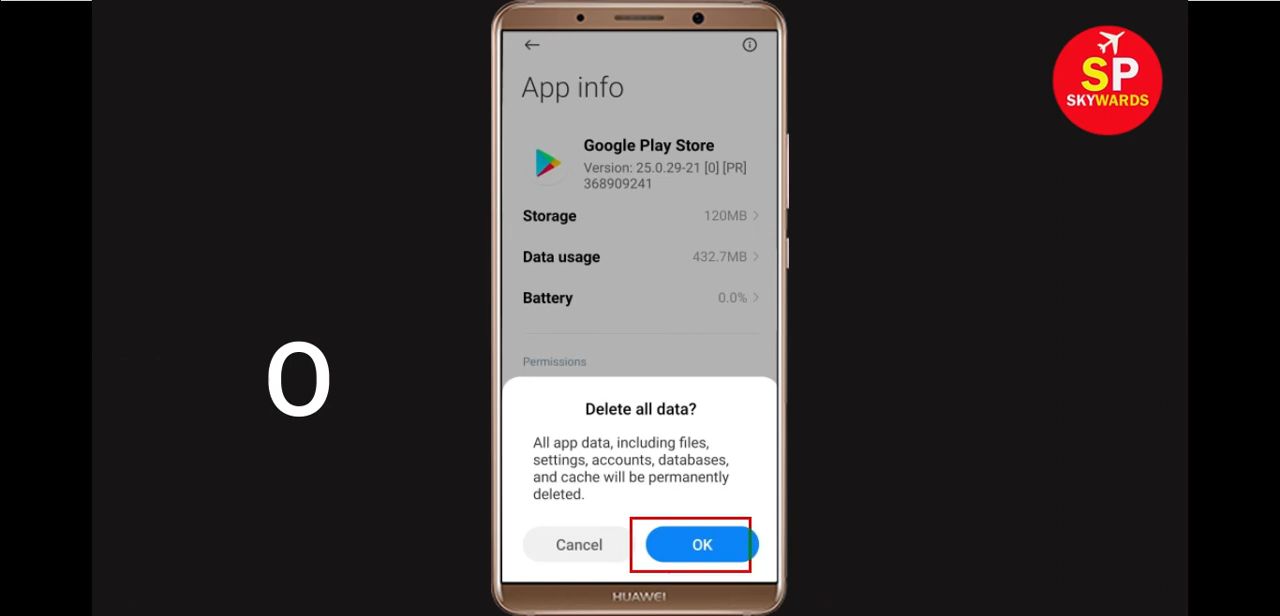 App info
Google Play Store
Version: 25.0.29-21 [0] [PR]
368909241
Storage 120MB
Data usage 432.7MB
Battery 0.0%
Permissions
Delete all data?
All app data, including files,
settings, accounts, databases,
and cache will be permanently
deleted.
Cancel OK
HUAWEI
O
SP
SKYWARDS